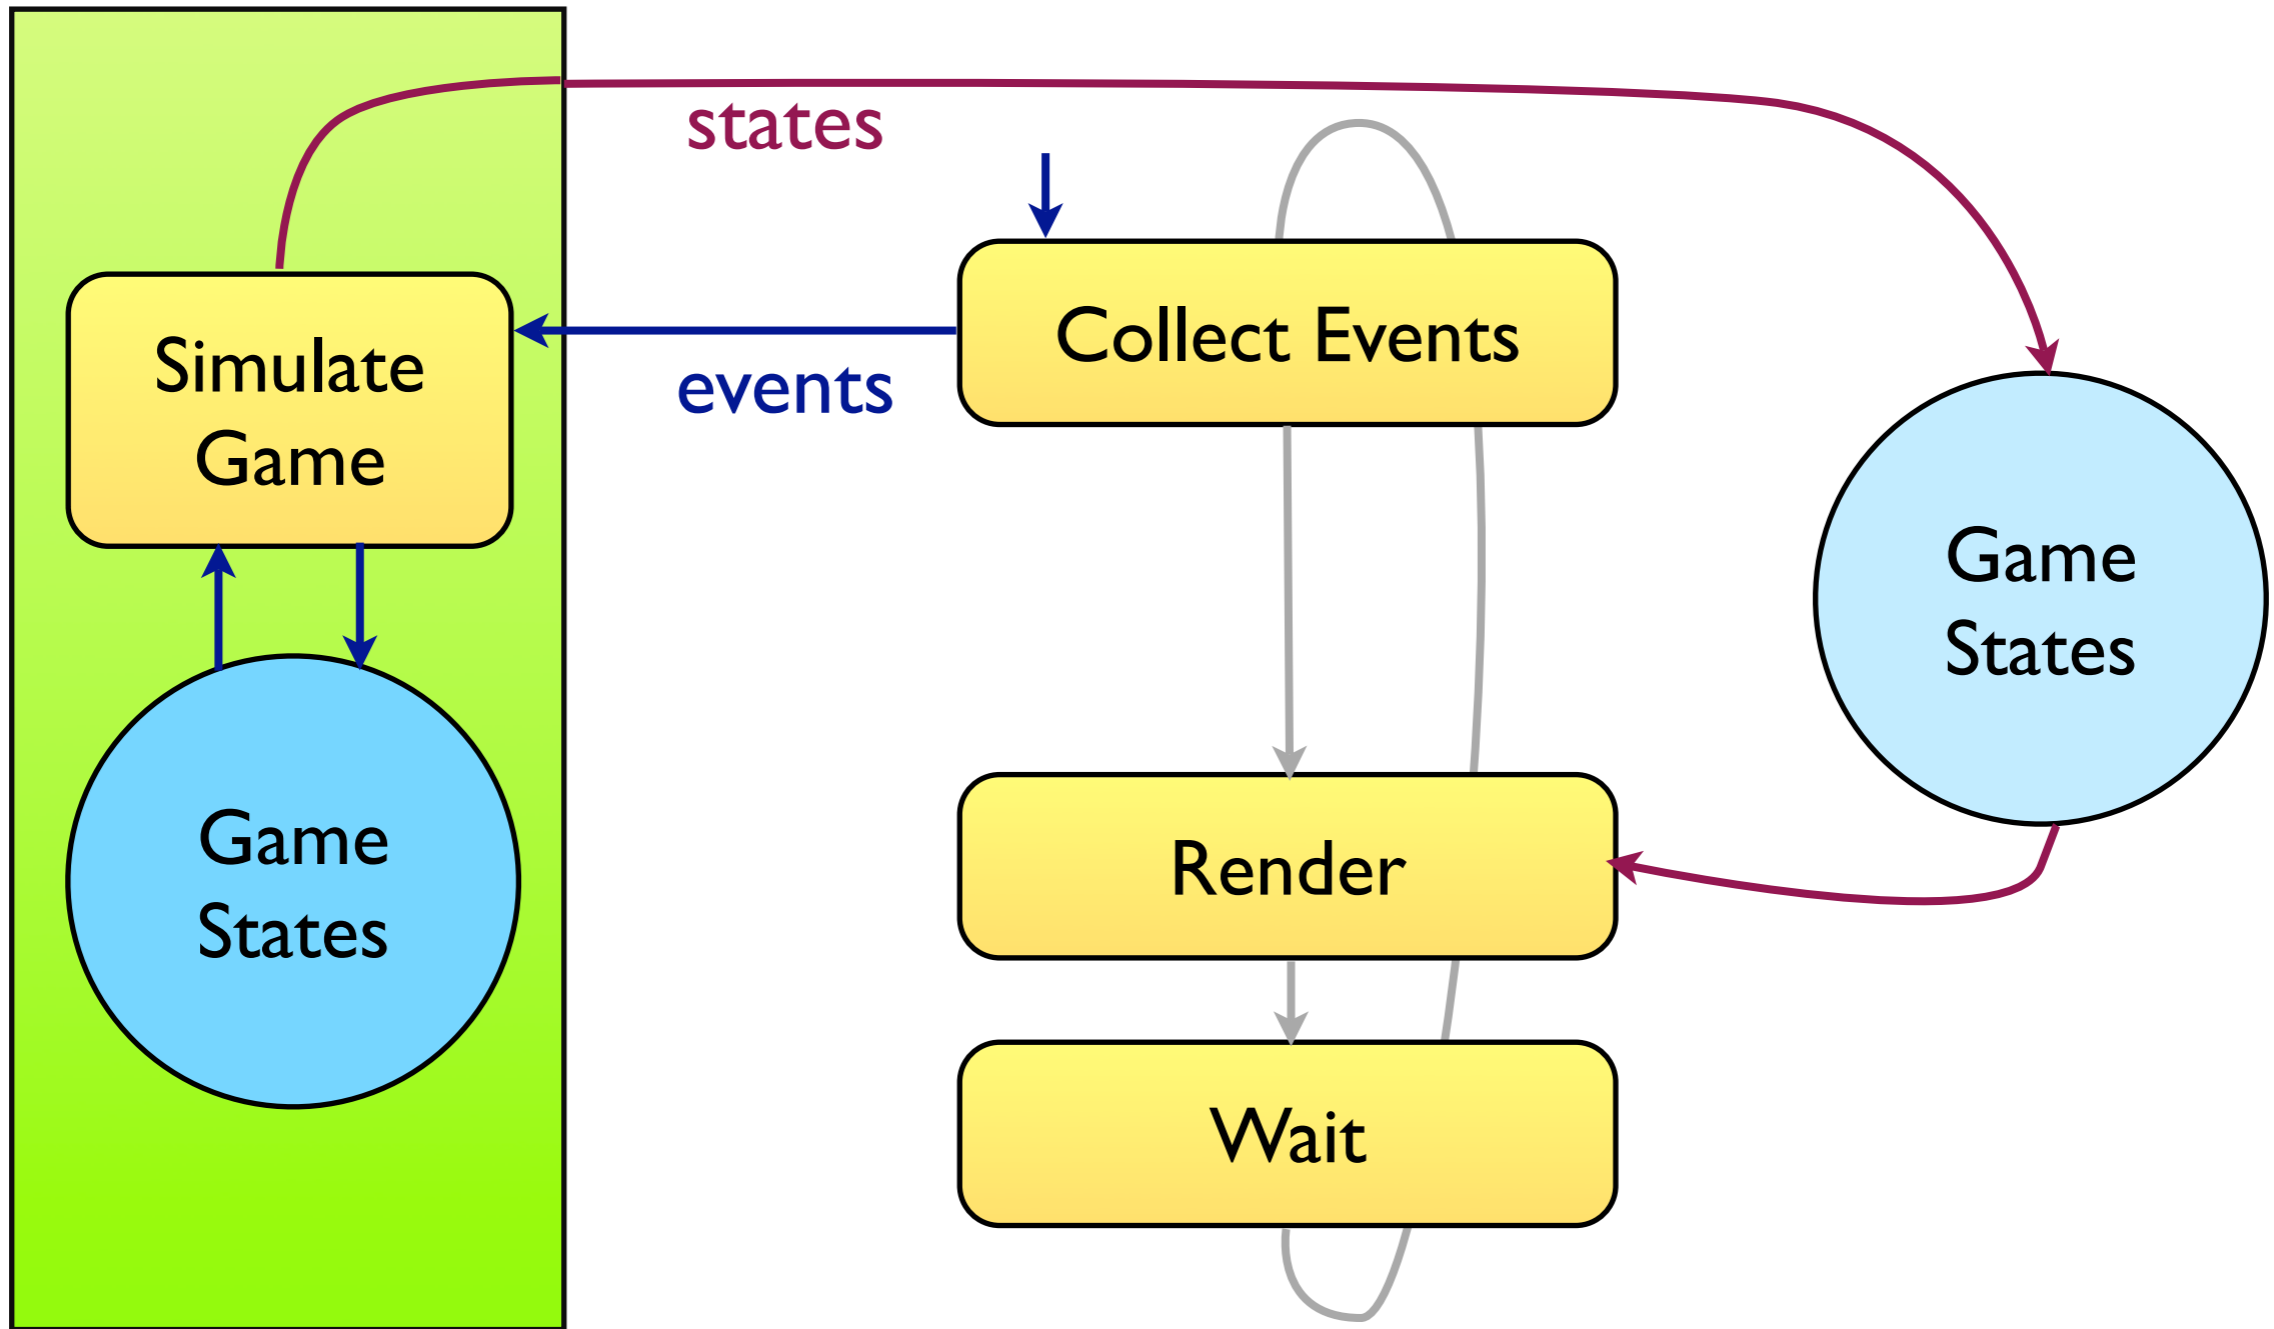 states
Collect Events
events
Simulate
Game
Game
States
Game
States
Render
Wait